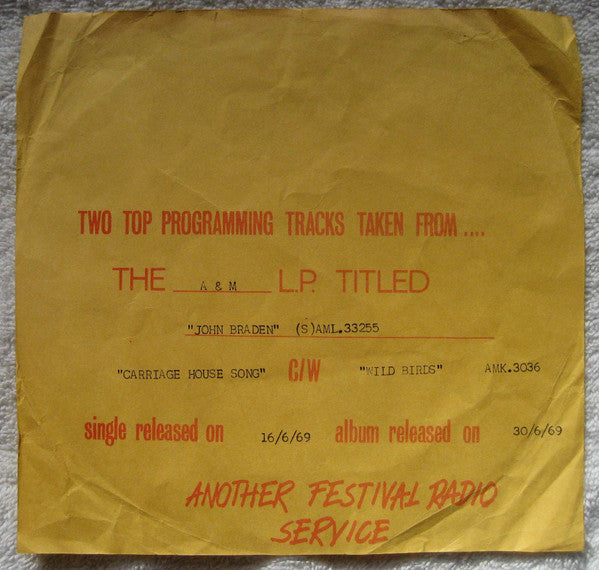 TWO TOP PROGRAMMING TRACKS TAKEN FROM ....
THE A & M L.P. TITLED
"JOHN BRADEN" (S)AML.33255
"CARRIAGE HOUSE SONG" C/W "WILD BIRDS" AMK.3036
single released on 16/6/69 album released on 30/6/69
ANOTHER FESTIVAL RADIO
SERVICE